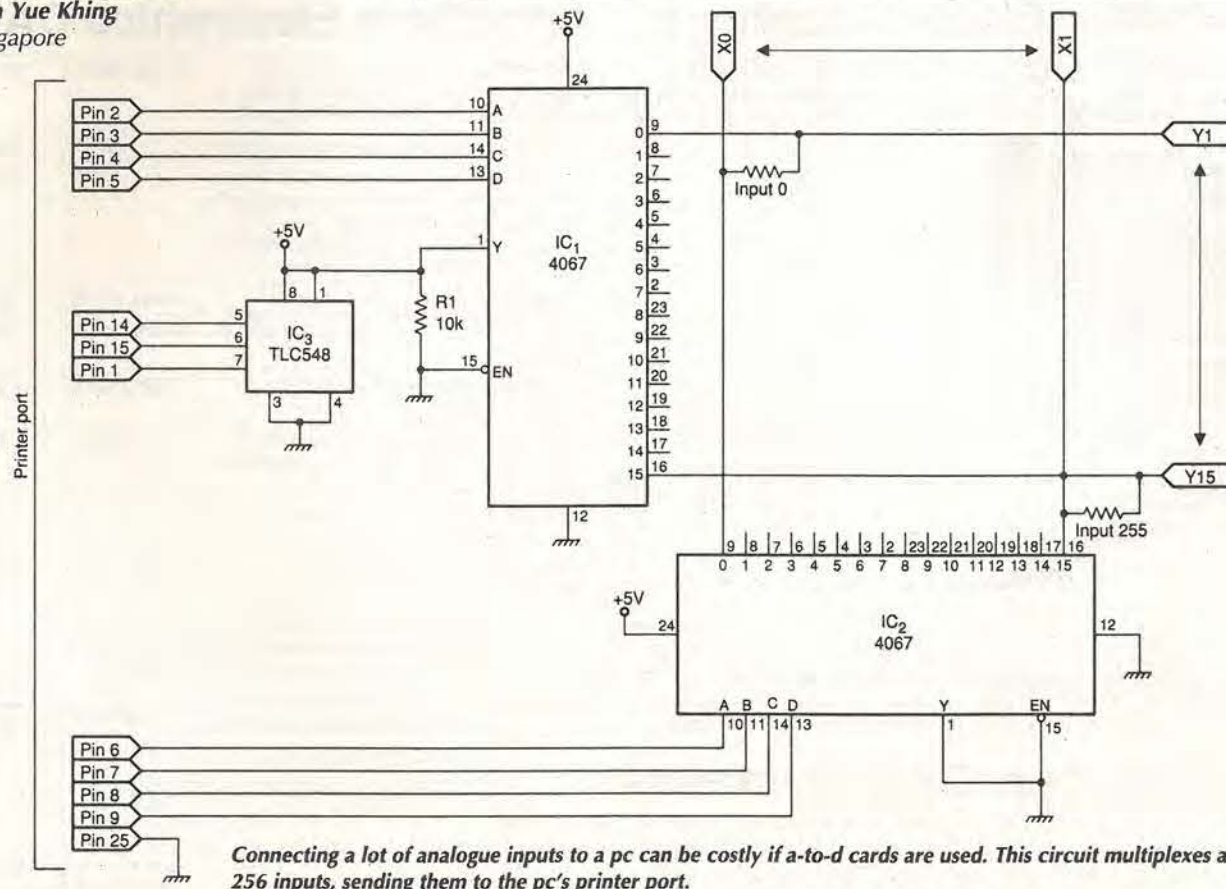 Yue Khing
+5V
X0
X1
24
Pin 2
10
A
Pin 3
11
B
Pin 4
14
C
Pin 5
13
D
0
9
1
8
2
7
3
6
4
5
5
4
6
3
7
2
8
23
9
22
10
21
11
20
12
19
13
18
14
17
15
16
Y1
Input 0
+5V
1
Y
IC1
4067
8
1
R1
10k
Pin 14
5
Pin 15
6
Pin 1
7
IC3
TLC548
15
EN
3
4
Printer port
12
Y15
Input 255
9 8 7 6 5 4 3 2 23 22 21 20 19 18 17 16
0 1 2 3 4 5 6 7 8 9 10 11 12 13 14 15
+5V
24
IC2
4067
12
A B C D Y EN
10 11 14 13 1 15
Pin 6
Pin 7
Pin 8
Pin 9
Pin 25
Connecting a lot of analogue inputs to a pc can be costly if a-to-d cards are used. This circuit multiplexes
256 inputs, sending them to the pc's printer port.